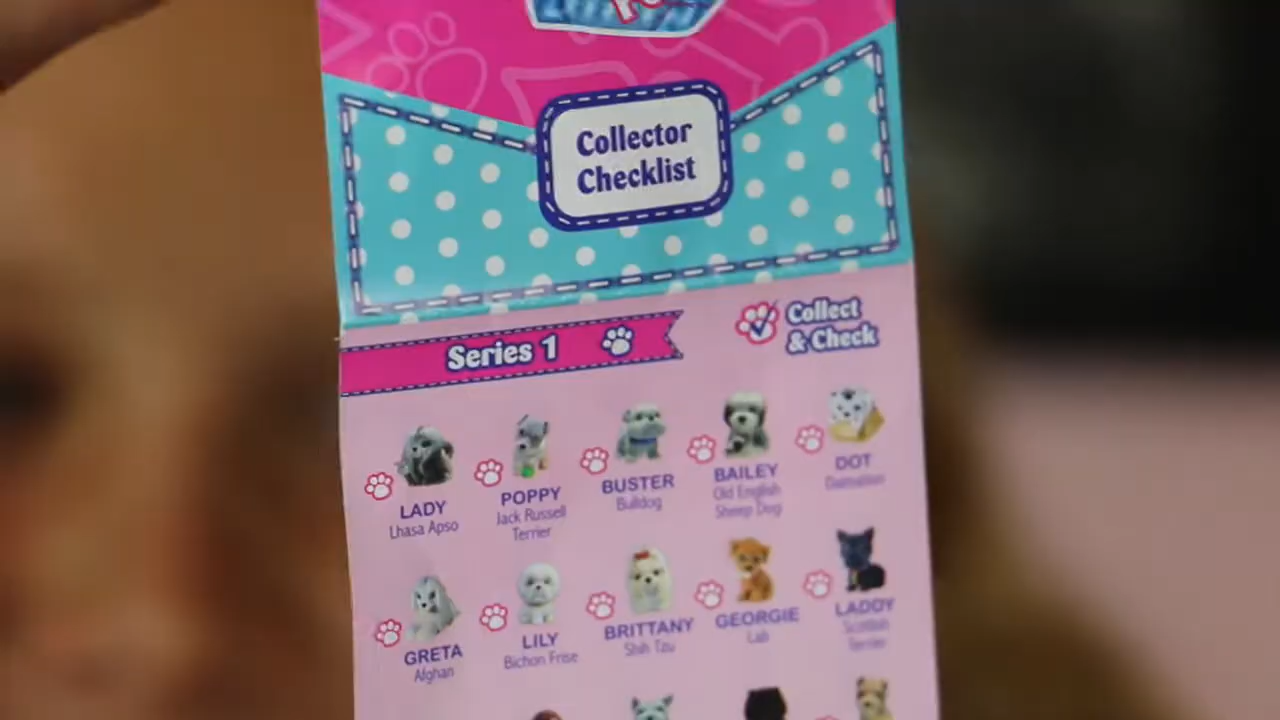 Collector
Checklist
Series 1
Collect
& Check
LADY
Lhasa Apso
POPPY
Jack Russell
Terrier
BUSTER
Bulldog
BAILEY
Old English
Sheep Dog
DOT
Dalmatian
GRETA
Afghan
LILY
Bichon Frise
BRITTANY
Shih Tzu
GEORGIE
Lab
LADDY
Scottish
Terrier